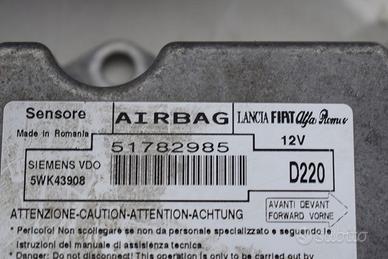 Sensore AIRBAG LANCIA FIAT Alfa Romeo
Made in Romania 51782985 12V
SIEMENS VDO
5WK43908 D220
AVANTI DEVANT
FORWARD VORNE
ATTENZIONE-CAUTION-ATTENTION-ACHTUNG
* Pericolo! Non scollegare se non da personale specializzato e seguendo le
istruzioni del manuale di assistenza tecnica.
* Danger: Do not disconnect! This operation is only to be carried out by
subito